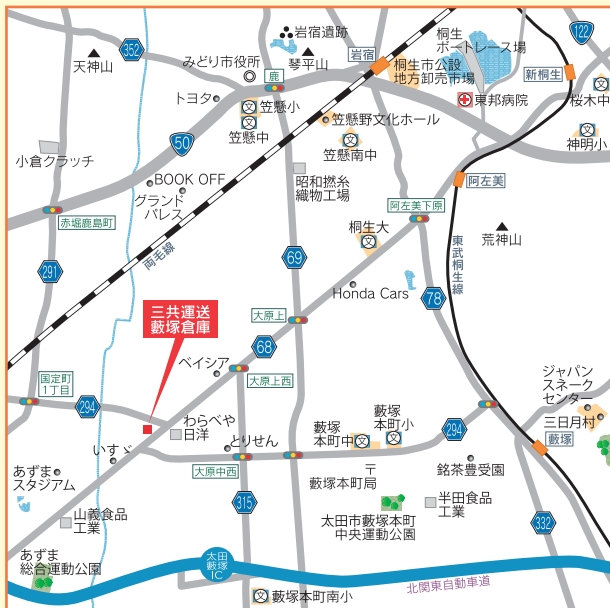 岩宿遺跡
天神山
352
みどり市役所
琴平山
岩宿
桐生
ボートレース場
122
鹿
桐生市公設
地方卸売市場
新桐生
トヨタ
笠懸小
東邦病院
桜木中
笠懸中
笠懸野文化ホール
神明小
50
笠懸南中
小倉クラッチ
BOOK OFF
グランド
パレス
昭和撚糸
織物工場
阿左美
赤堀鹿島町
阿左美下原
桐生大
荒神山
両毛線
東武桐生線
291
69
Honda Cars
78
三共運送
藪塚倉庫
大原上
68
ベイシア
国定町
1丁目
大原上西
ジャパン
スネーク
センター
294
わらべや
日洋
藪塚
本町小
三日月村
藪塚
本町中
294
藪塚
いすゞ
とりせん
大原中西
〒
藪塚本町局
銘茶豊受園
あずま
スタジアム
315
半田食品
工業
山義食品
工業
太田市藪塚本町
中央運動公園
332
あずま
総合運動公園
太田
藪塚
IC
北関東自動車道
藪塚本町南小
文
文
文
文
文
文
文
文
文